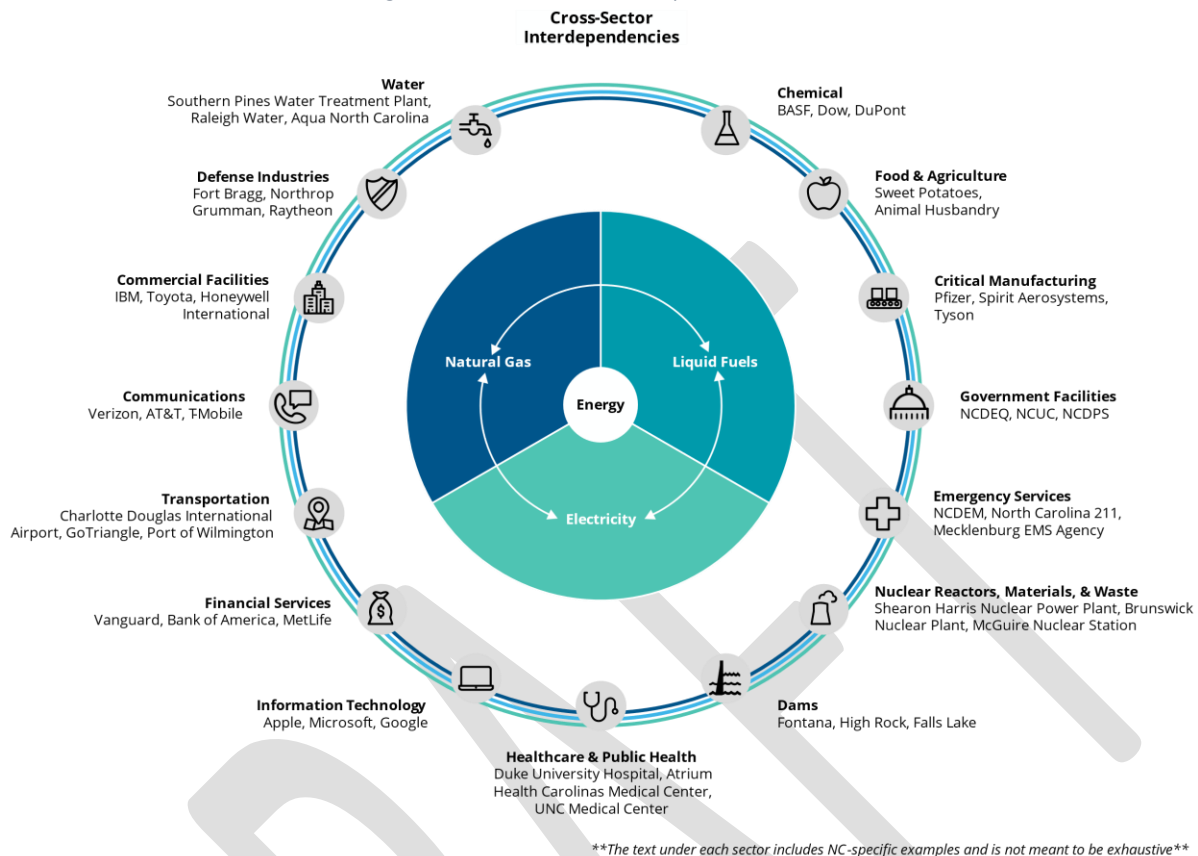 Cross-Sector
Interdependencies
Water
Southern Pines Water Treatment Plant,
Raleigh Water, Aqua North Carolina
Chemical
BASF, Dow, DuPont
Defense Industries
Fort Bragg, Northrop
Grumman, Raytheon
Food & Agriculture
Sweet Potatoes,
Animal Husbandry
Commercial Facilities
IBM, Toyota, Honeywell
International
Critical Manufacturing
Pfizer, Spirit Aerosystems,
Tyson
Natural Gas
Liquid Fuels
Energy
Electricity
Communications
Verizon, AT&T, T-Mobile
Government Facilities
NCDEQ, NCUC, NCDPS
Transportation
Charlotte Douglas International
Airport, GoTriangle, Port of Wilmington
Emergency Services
NCDEM, North Carolina 211,
Mecklenburg EMS Agency
Financial Services
Vanguard, Bank of America, MetLife
$
Nuclear Reactors, Materials, & Waste
Shearon Harris Nuclear Power Plant, Brunswick
Nuclear Plant, McGuire Nuclear Station
Information Technology
Apple, Microsoft, Google
Dams
Fontana, High Rock, Falls Lake
Healthcare & Public Health
Duke University Hospital, Atrium
Health Carolinas Medical Center,
UNC Medical Center
**The text under each sector includes NC-specific examples and is not meant to be exhaustive**